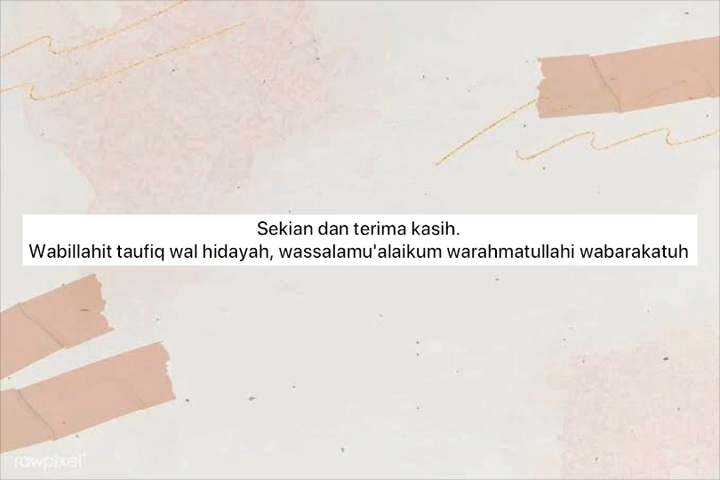 Sekian dan terima kasih.
Wabillahit taufiq wal hidayah, wassalamu'alaikum warahmatullahi wabarakatuh
rawpixel